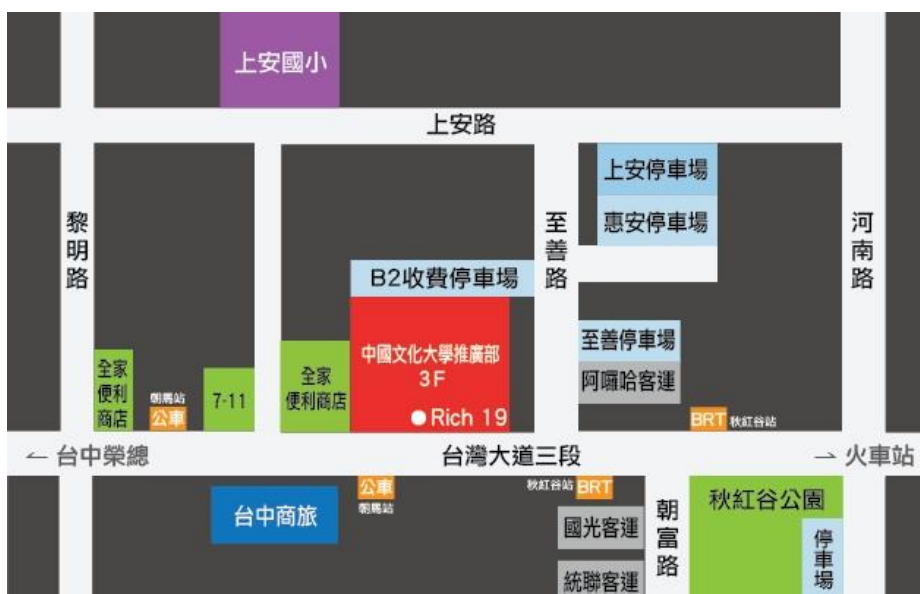 上安國小
上安路
上安停車場
惠安停車場
黎明路
至善路
河南路
B2收費停車場
中國文化大學推廣部
3F
Rich 19
至善停車場
阿囉哈客運
全家
便利
商店
朝馬站
公車
7-11
全家
便利商店
BRT 秋紅谷站
← 台中榮總
台灣大道三段
→ 火車站
台中商旅
公車
朝馬站
秋紅谷站 BRT
國光客運
統聯客運
朝富路
秋紅谷公園
停車場